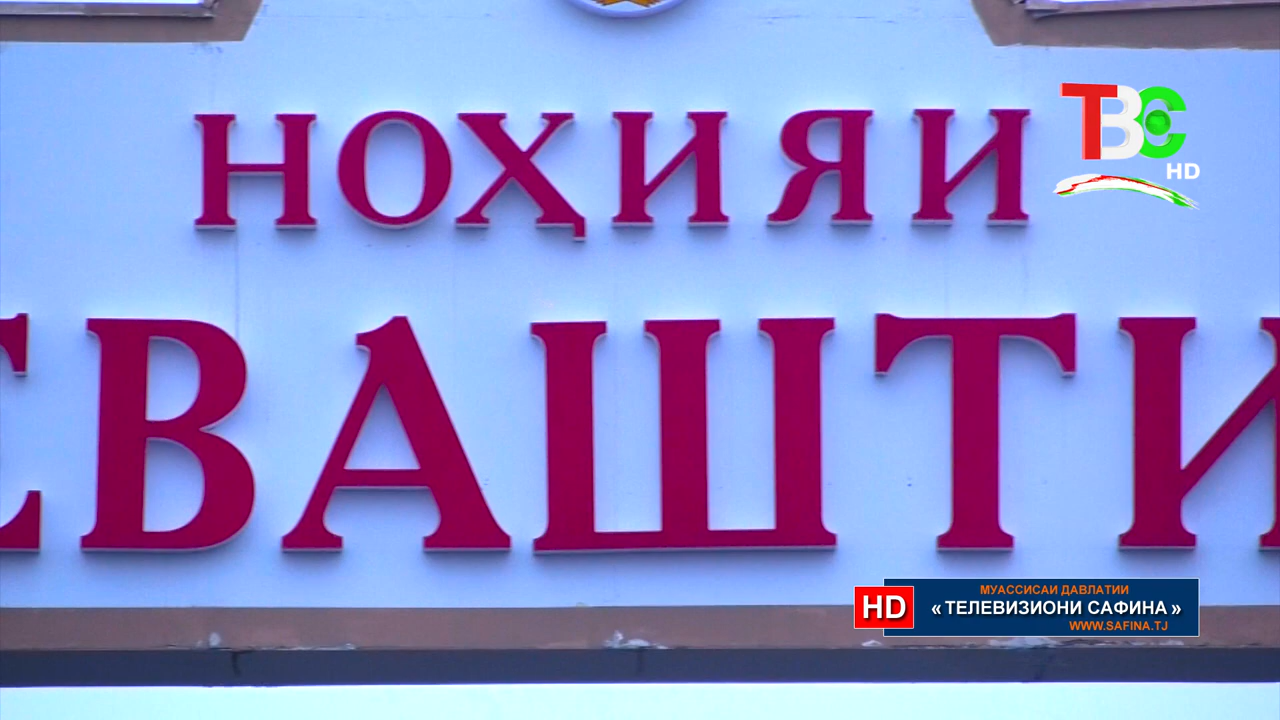 НОҲИЯИ
ТВС
HD
ВАШТИ
HD
МУАССИСАИ ДАВЛАТИИ
«ТЕЛЕВИЗИОНИ САФИНА»
WWW.SAFINA.TJ